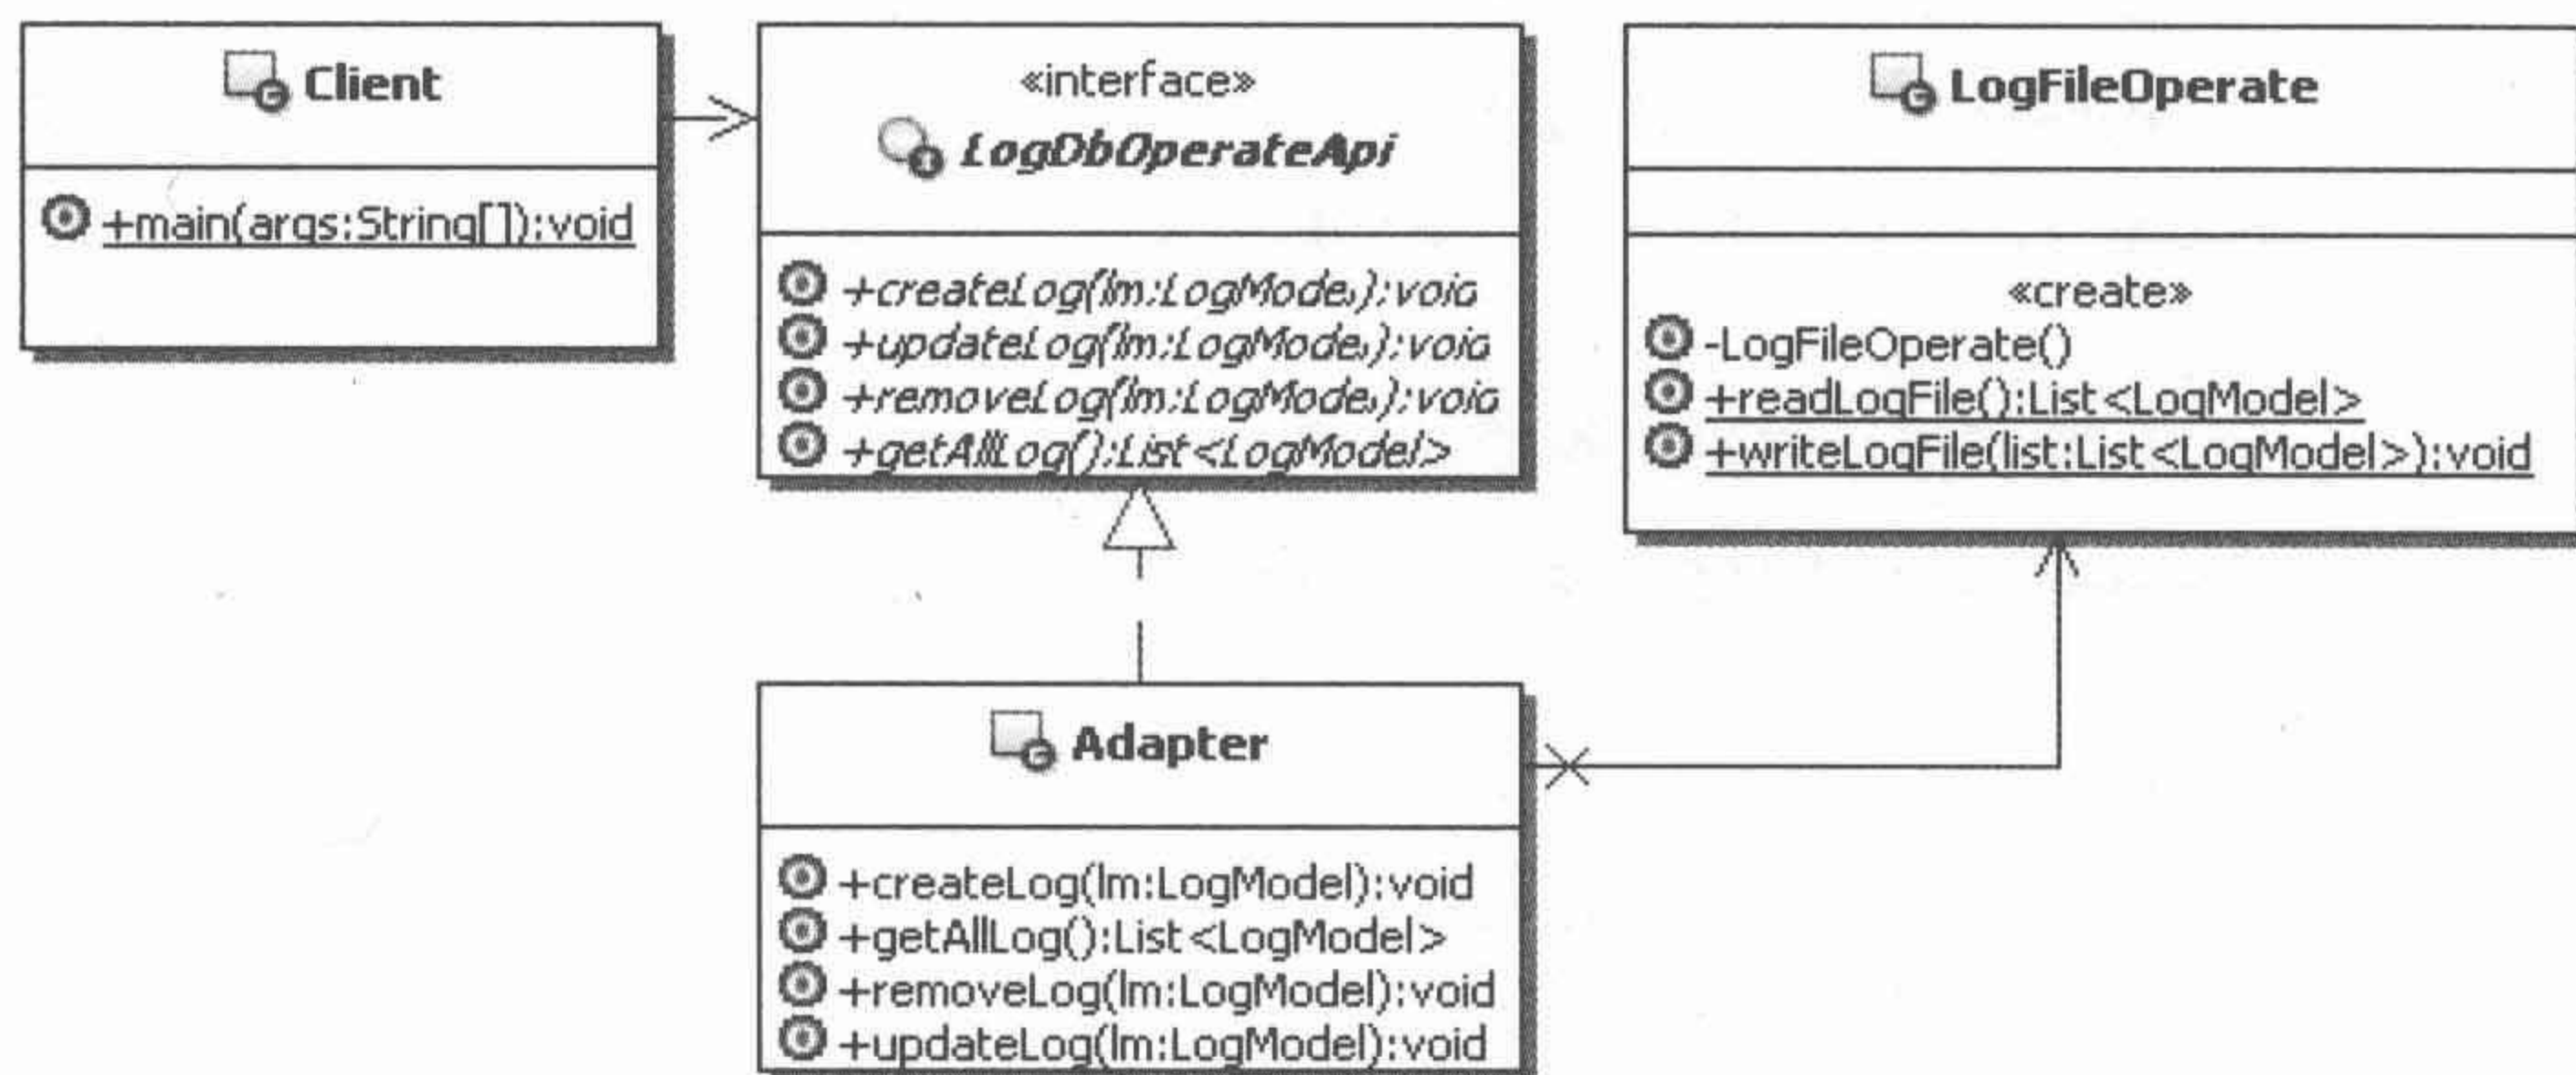 Client
+main(args:String[]):void
«interface»
LogDbOperateApi
+createLog(lm:LogModel):void
+updateLog(lm:LogModel):void
+removeLog(lm:LogModel):void
+getAllLog():List<LogModel>
LogFileOperate
«create»
-LogFileOperate()
+readLogFile():List<LogModel>
+writeLogFile(list:List<LogModel>):void
Adapter
+createLog(lm:LogModel):void
+getAllLog():List<LogModel>
+removeLog(lm:LogModel):void
+updateLog(lm:LogModel):void